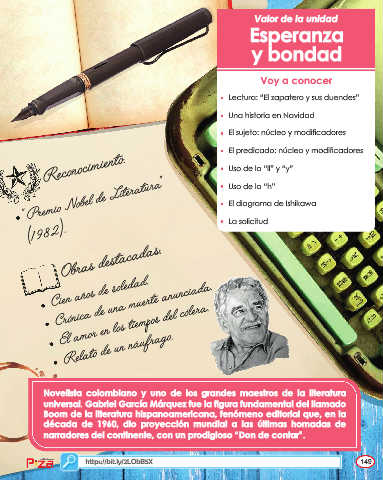 Valor de la unidad
Esperanza
y bondad
Voy a conocer
• Lectura: "El zapatero y sus duendes"
• Una historia en Navidad
• El sujeto: núcleo y modificadores
• El predicado: núcleo y modificadores
• Uso de la "ll" y "y"
• Uso de la "h"
• El diagrama de Ishikawa
• La solicitud
Reconocimiento:
• "Premio Nobel de Literatura"
(1982).
Obras destacadas:
• Cien años de soledad.
• Crónica de una muerte anunciada.
• El amor en los tiempos del cólera.
• Relato de un náufrago.
Novelista colombiano y uno de los grandes maestros de la literatura
universal. Gabriel García Márquez fue la figura fundamental del llamado
Boom de la literatura hispanoamericana, fenómeno editorial que, en la
década de 1960, dio proyección mundial a las últimas hornadas de
narradores del continente, con un prodigioso "Don de contar".
https://bit.ly/2LObB5X